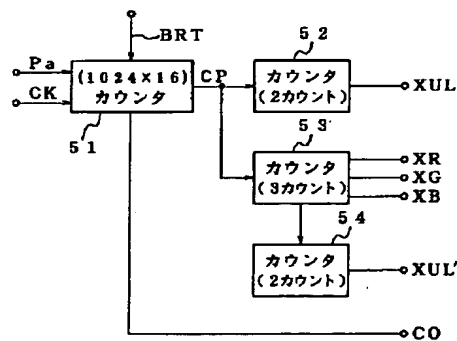 BRT
Pa
CK
(1024×16)
カウンタ
51
CP
52
カウンタ
(2カウント)
XUL
53
カウンタ
(3カウント)
XR
XG
XB
54
カウンタ
(2カウント)
XUL'
CO